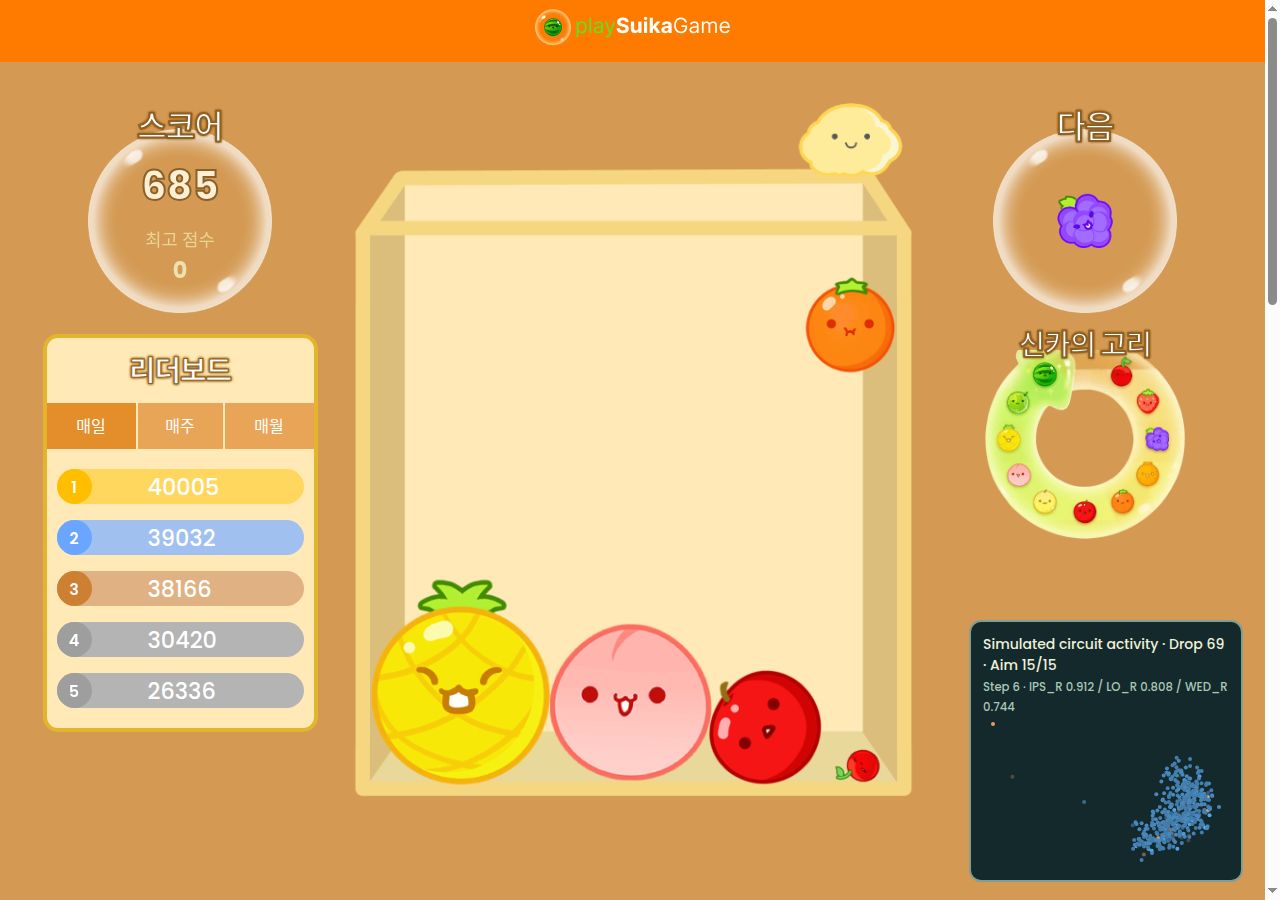 playSuikaGame
스코어
685
최고 점수
0
다음
리더보드
매일 매주 매월
1 40005
2 39032
3 38166
4 30420
5 26336
신카의 고리
Simulated circuit activity · Drop 69
· Aim 15/15
Step 6 · IPS_R 0.912 / LO_R 0.808 / WED_R
0.744